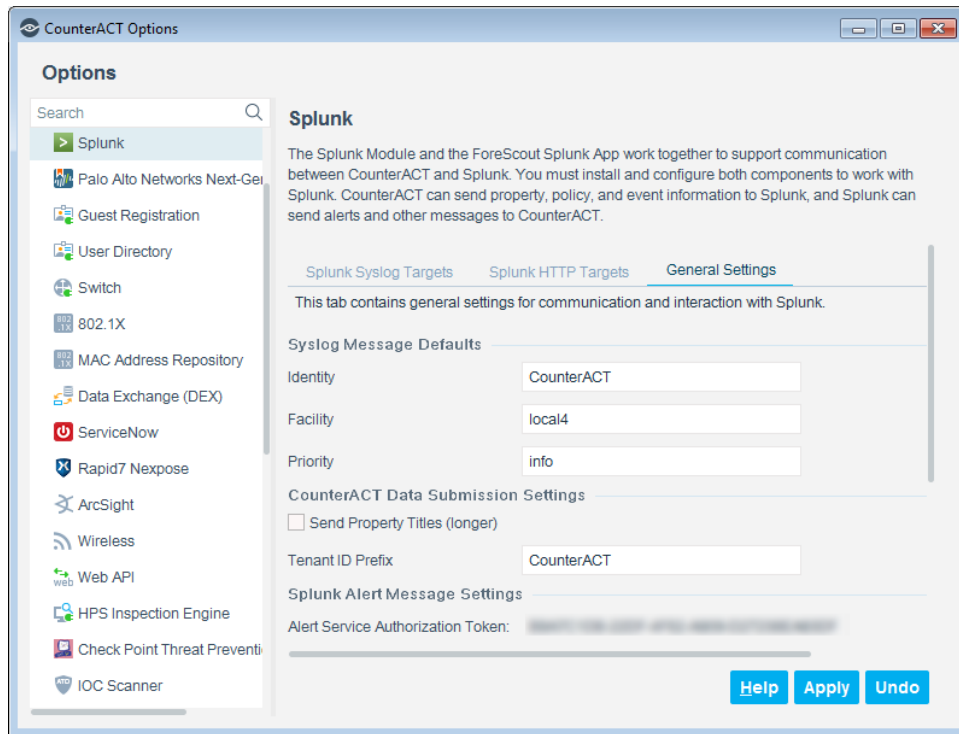 CounterACT Options
Options
Search
Splunk
Palo Alto Networks Next-Gen
Guest Registration
User Directory
Switch
802.1X
MAC Address Repository
Data Exchange (DEX)
ServiceNow
Rapid7 Nexpose
ArcSight
Wireless
web Web API
HPS Inspection Engine
Check Point Threat Preventi
IOC Scanner
Splunk
The Splunk Module and the ForeScout Splunk App work together to support communication
between CounterACT and Splunk. You must install and configure both components to work with
Splunk. CounterACT can send property, policy, and event information to Splunk, and Splunk can
send alerts and other messages to CounterACT.
Splunk Syslog Targets Splunk HTTP Targets General Settings
This tab contains general settings for communication and interaction with Splunk.
Syslog Message Defaults
Identity CounterACT
Facility local4
Priority info
CounterACT Data Submission Settings
Send Property Titles (longer)
Tenant ID Prefix CounterACT
Splunk Alert Message Settings
Alert Service Authorization Token:
Help Apply Undo